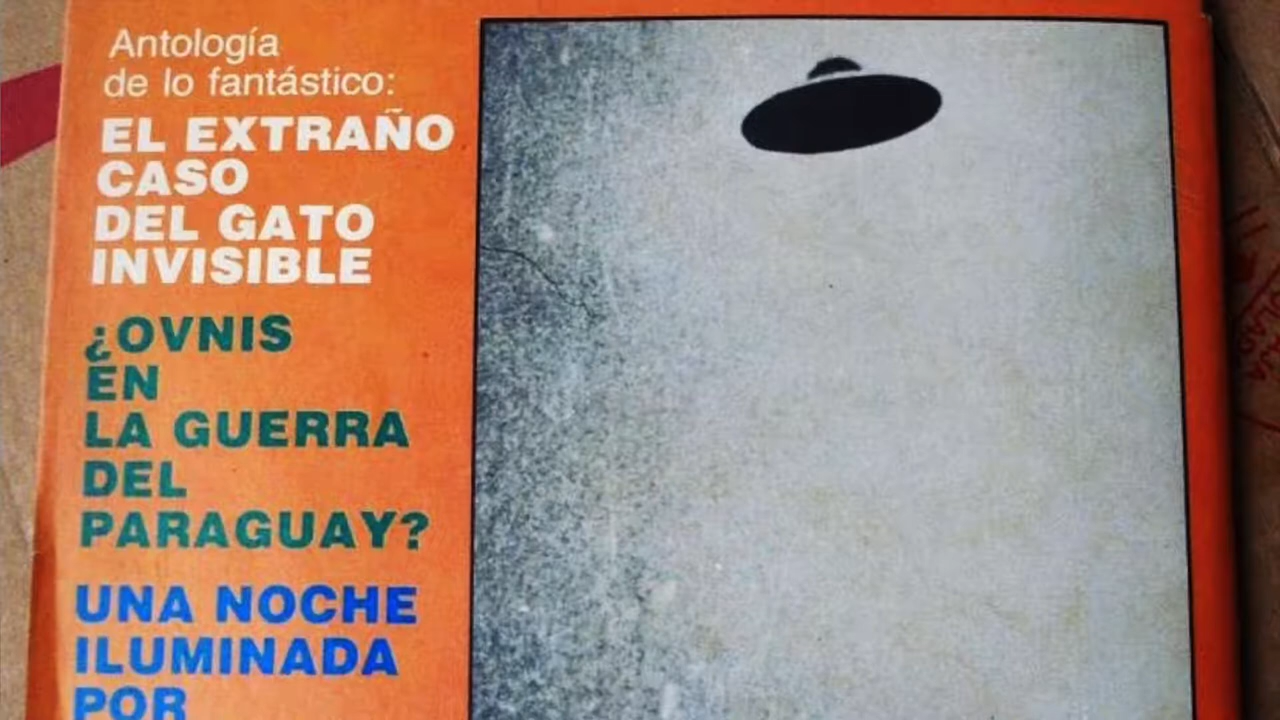 Antología
de lo fantástico:
EL EXTRAÑO
CASO
DEL GATO
INVISIBLE
¿OVNIS
EN
LA GUERRA
DEL
PARAGUAY?
UNA NOCHE
ILUMINADA
POR